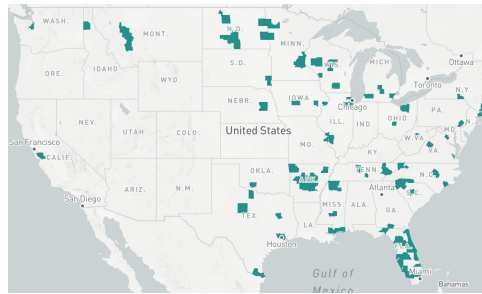 WASH.
N.D.
MONT.
MINN.
Ottawa
ORE.
IDAHO
S.D.
WIS.
MICH
Toronto
WYO.
N.Y.
NEBR.
IOWA
Chicago
PA.
NEV.
UTAH
COLO.
United States
ILL.
IND.
OHIO
MD.
San Francisco
CALIF.
MO.
W.VA
VA.
KY.
San Diego
ARIZ.
N.M.
OKLA.
ARK.
TENN.
N.C.
Atlanta
S.C.
TEX.
MISS.
ALA.
GA.
LA.
Houston
FLA.
Gulf of
Mexico
Miami
Bahamas